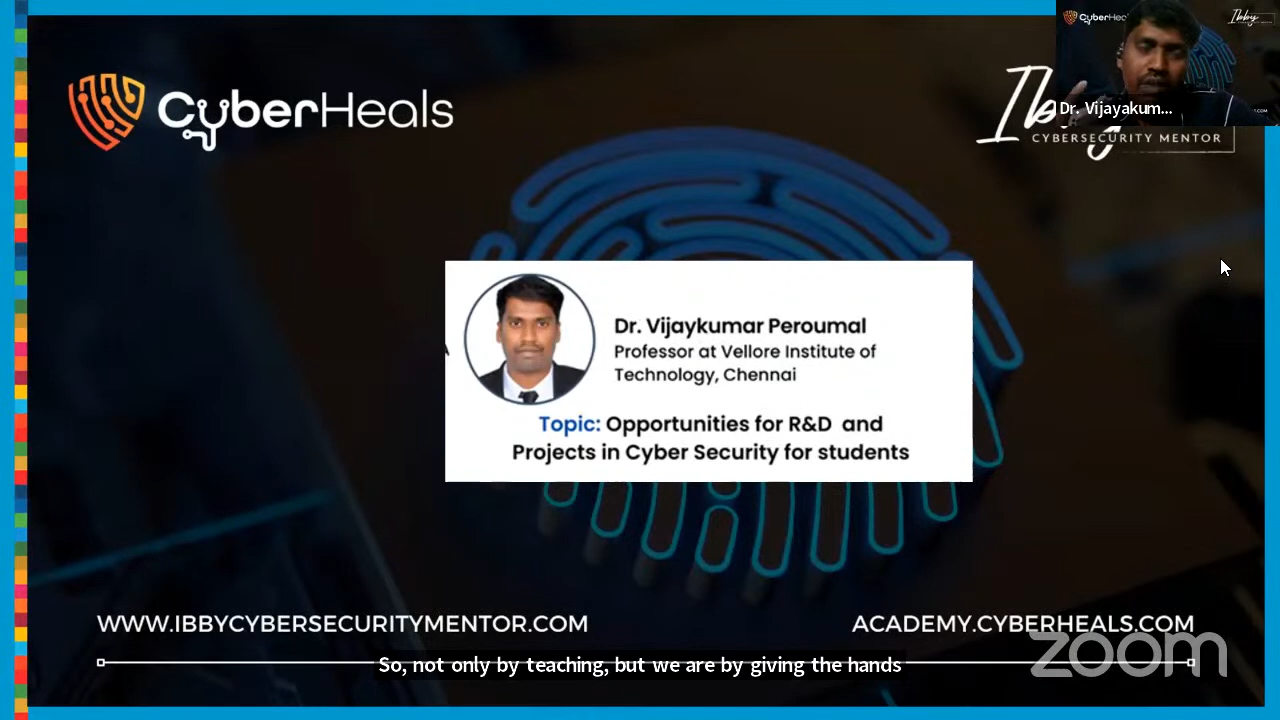 CyberHeals
CyberHeal
Ibby
Dr. Vijayakum...
CYBERSECURITY MENTOR
Dr. Vijaykumar Peroumal
Professor at Vellore Institute of
Technology, Chennai
Topic: Opportunities for R&D and
Projects in Cyber Security for students
WWW.IBBYCYBERSECURITYMENTOR.COM
ACADEMY.CYBERHEALS.COM
zoom
So, not only by teaching, but we are by giving the hands